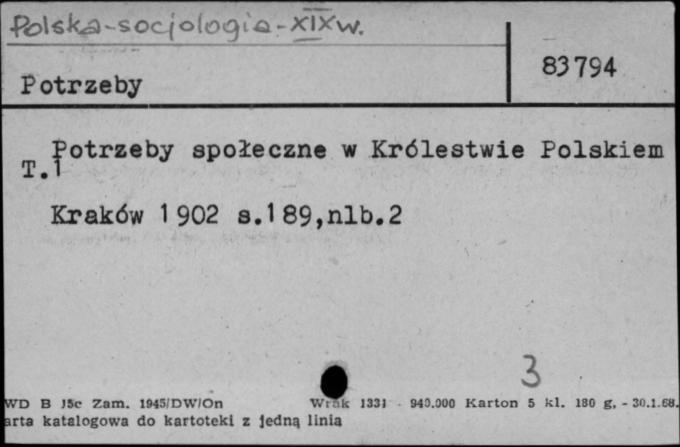 Polska-socjologia-XIXw.
83794
Potrzeby
Potrzeby społeczne w Królestwie Polskiem
T.1
Kraków 1902 s.189,nlb.2
3
WD B 15c Zam. 1945/DW/On Wrak 1331 - 940.000 Karton 5 kl. 180 g. - 30.1.68.
arta katalogowa do kartoteki z jedną linią